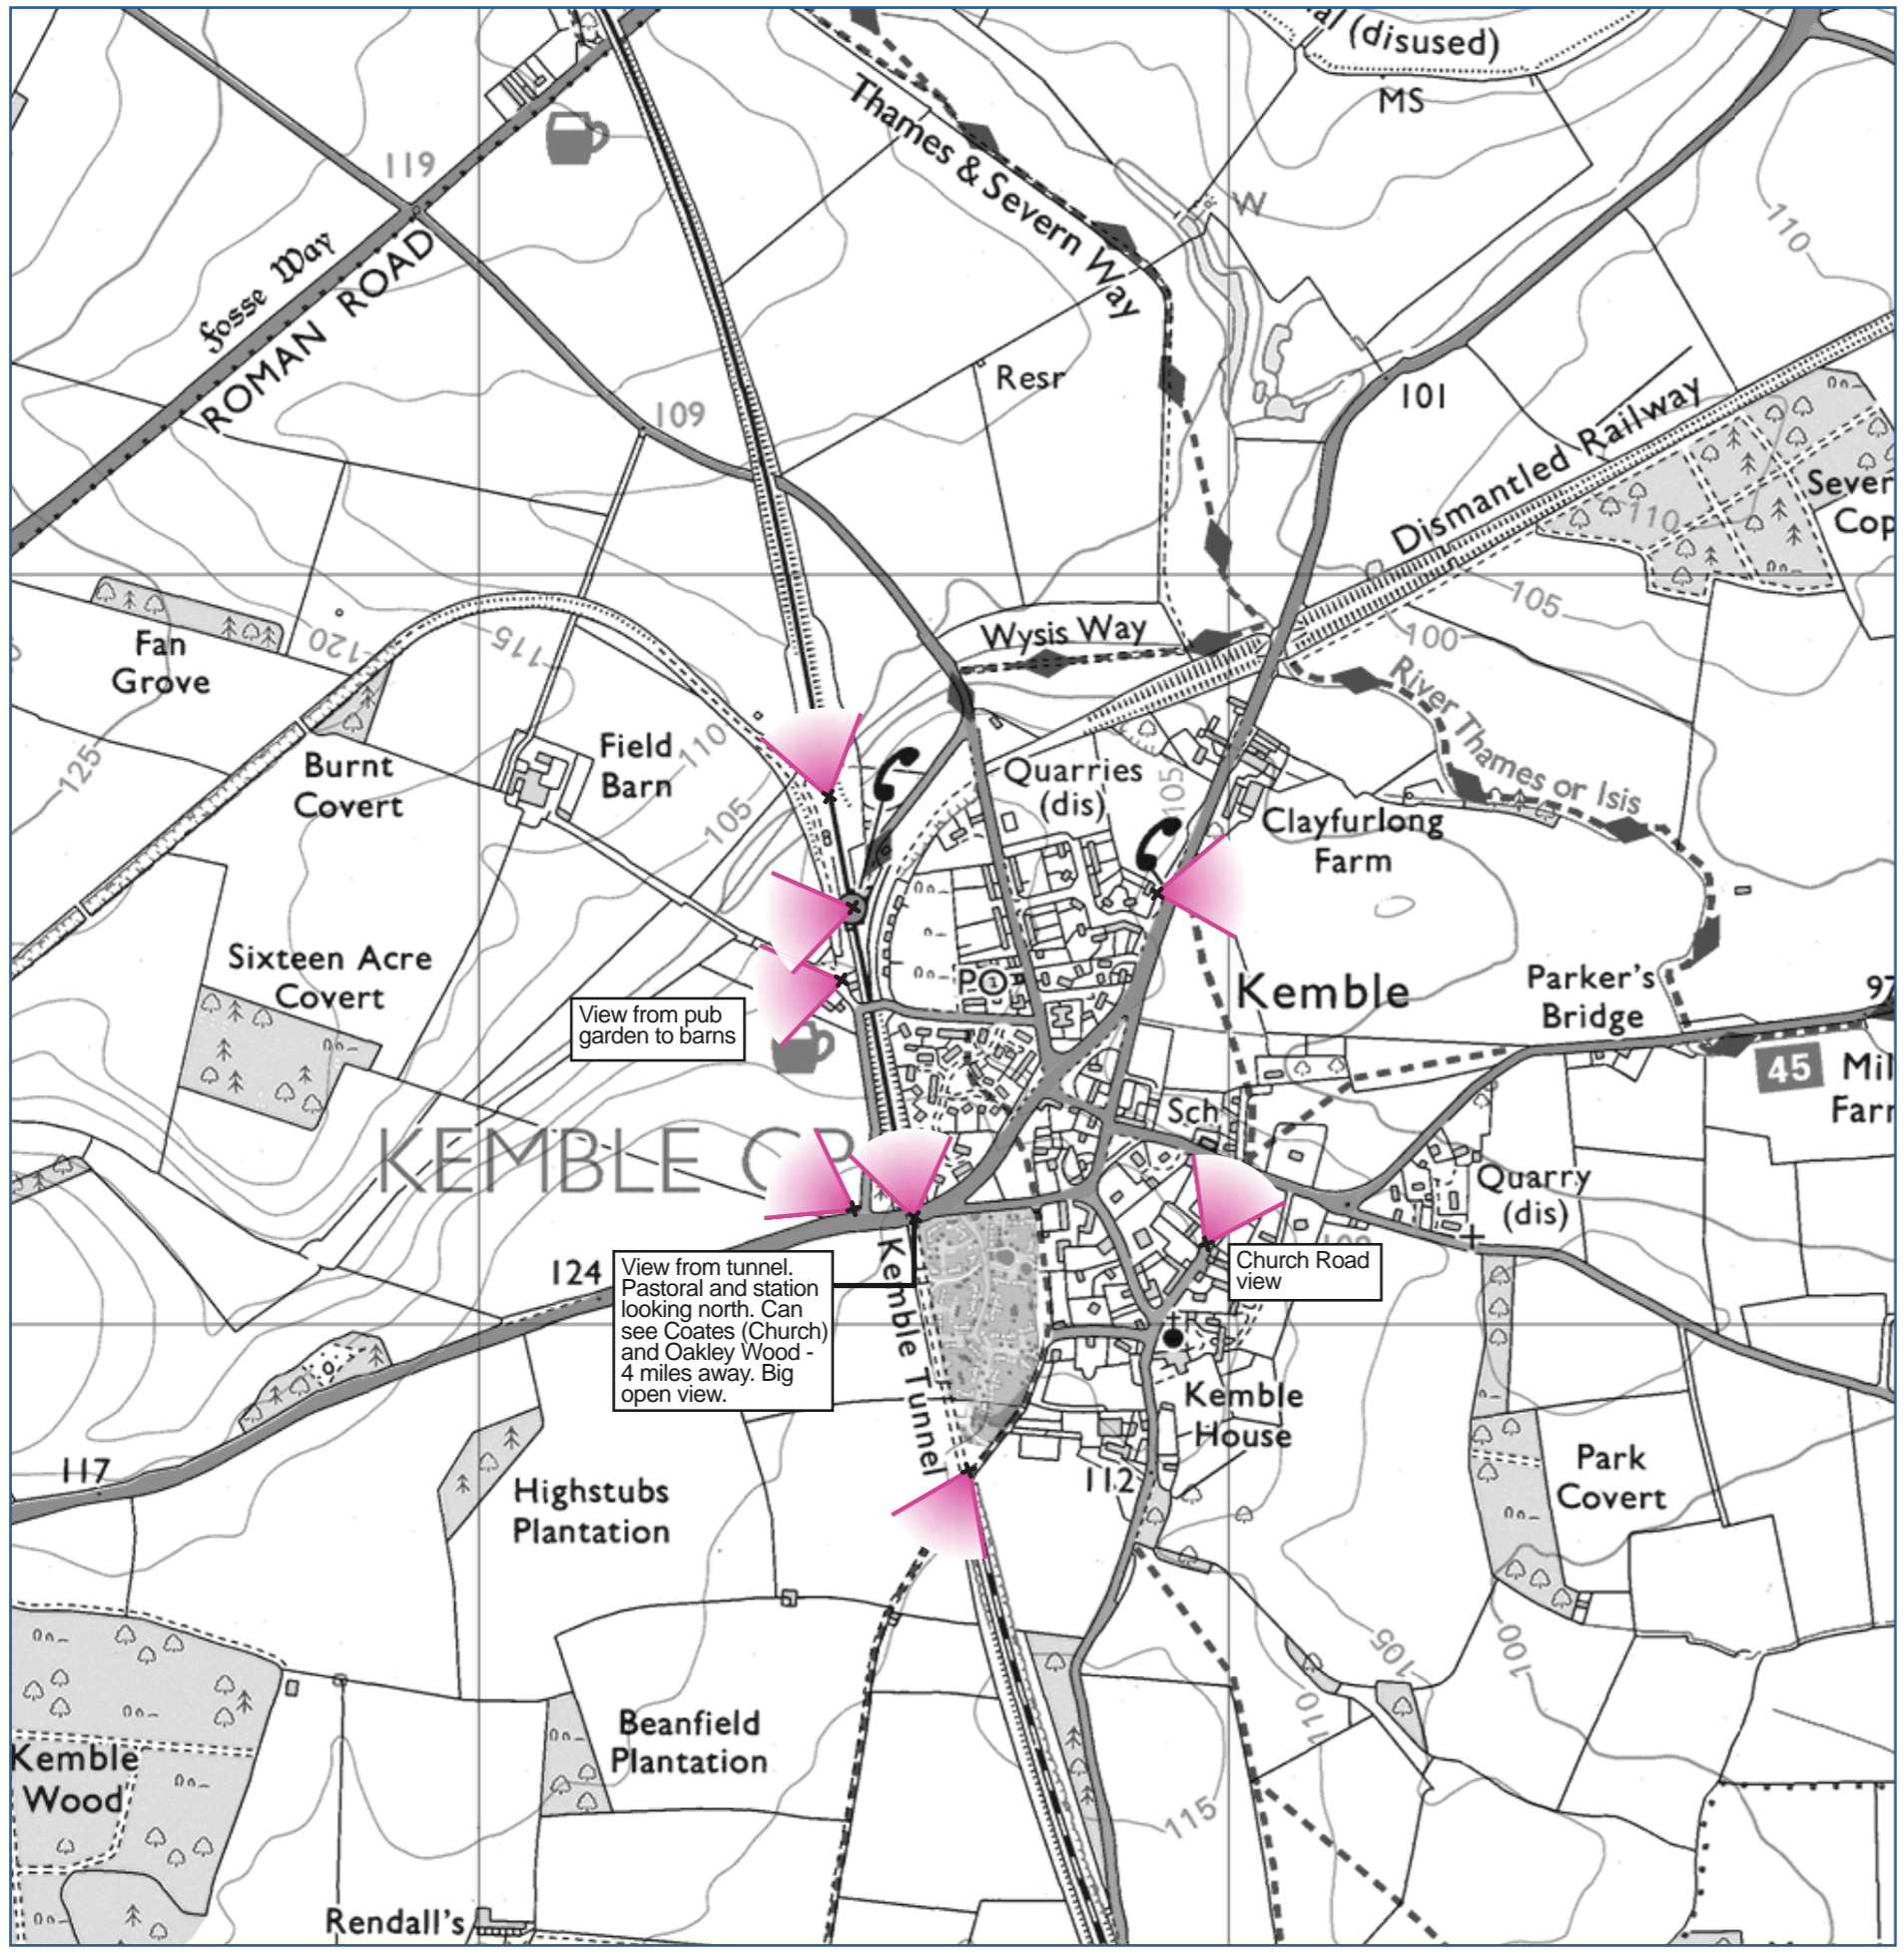 al (disused)
MS
Thames & Severn Way
119
W
110
Fosse Way
ROMAN ROAD
Resr
109
101
Dismantled Railway
Sever
Cop
110
105
Wysis Way
100
Fan
Grove
120
115
River Thames or Isis
125
Burnt
Covert
Field
Barn
110
105
Quarries
(dis)
105
Clayfurlong
Farm
Sixteen Acre
Covert
P
1
Kemble
Parker's
Bridge
97
View from pub
garden to barns
45
Mil
Farr
Sch
KEMBLE CP
Quarry
(dis)
124
View from tunnel.
Pastoral and station
looking north. Can
see Coates (Church)
and Oakley Wood -
4 miles away. Big
open view.
Church Road
view
Kemble Tunnel
Kemble
House
117
112
Highstubs
Plantation
Park
Covert
105
100
110
Beanfield
Plantation
Kemble
Wood
115
Rendall's